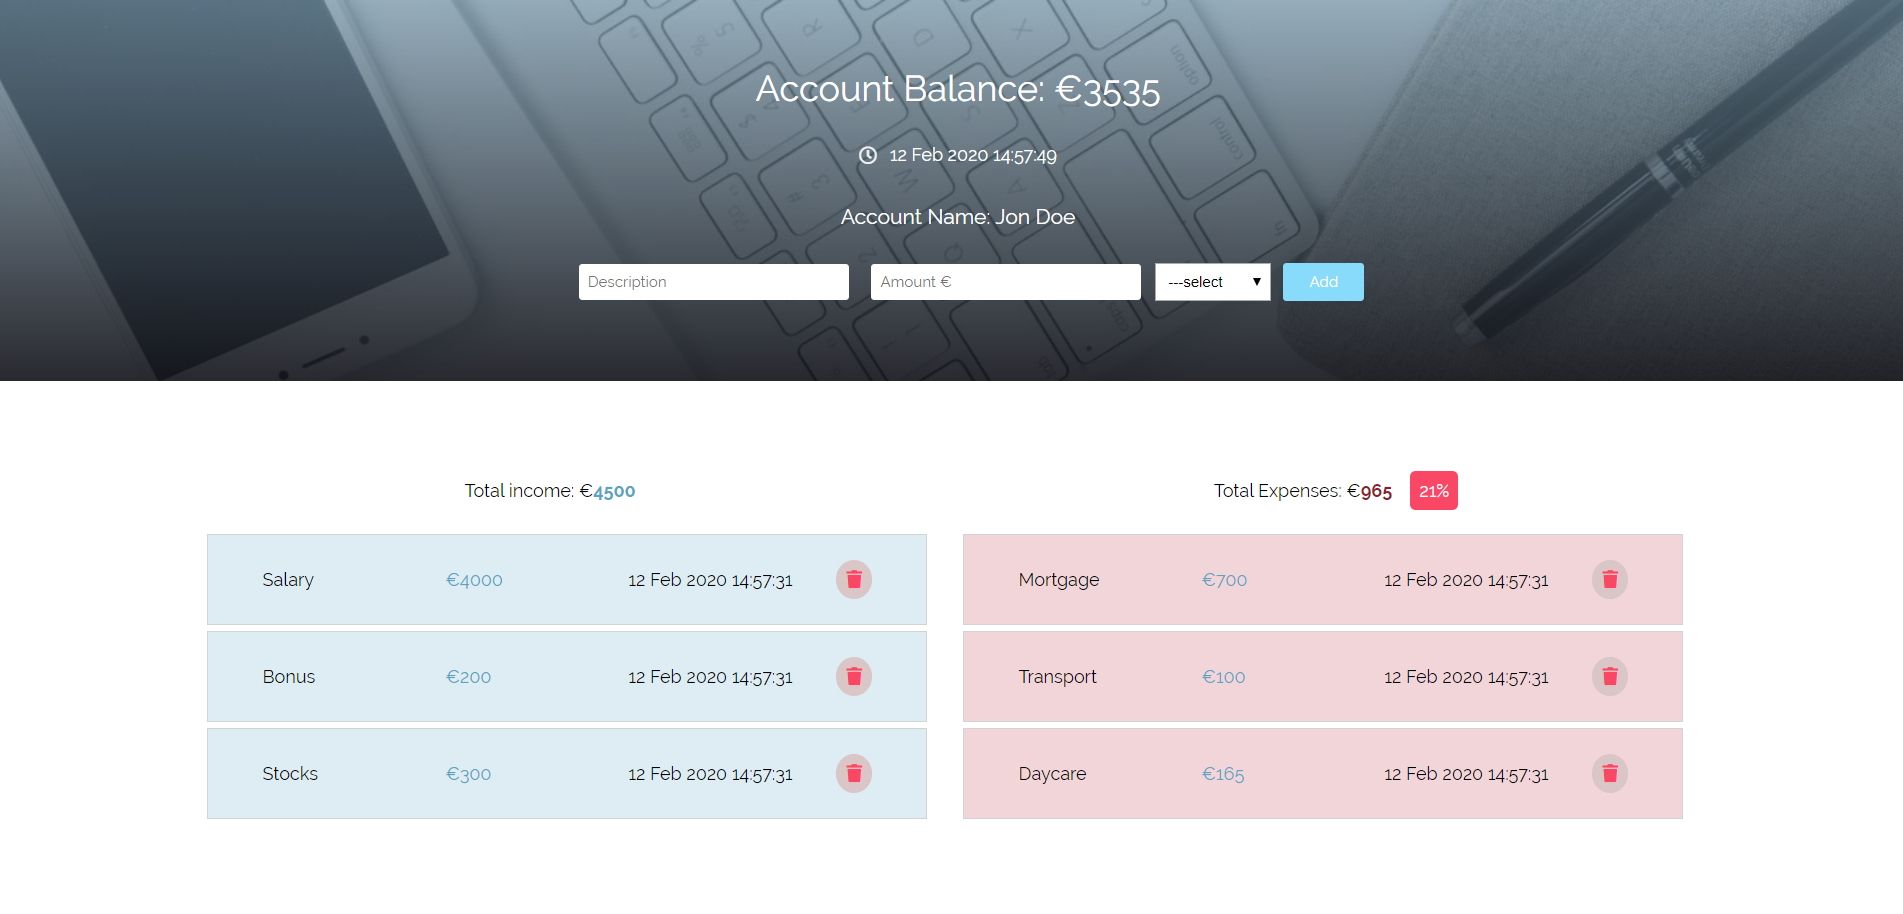 Account Balance: €3535
12 Feb 2020 14:57:49
Account Name: Jon Doe
Description
Amount €
---select
Add
Total income: €4500
Salary €4000 12 Feb 2020 14:57:31
Bonus €200 12 Feb 2020 14:57:31
Stocks €300 12 Feb 2020 14:57:31
Total Expenses: €965 21%
Mortgage €700 12 Feb 2020 14:57:31
Transport €100 12 Feb 2020 14:57:31
Daycare €165 12 Feb 2020 14:57:31
option
control
fn